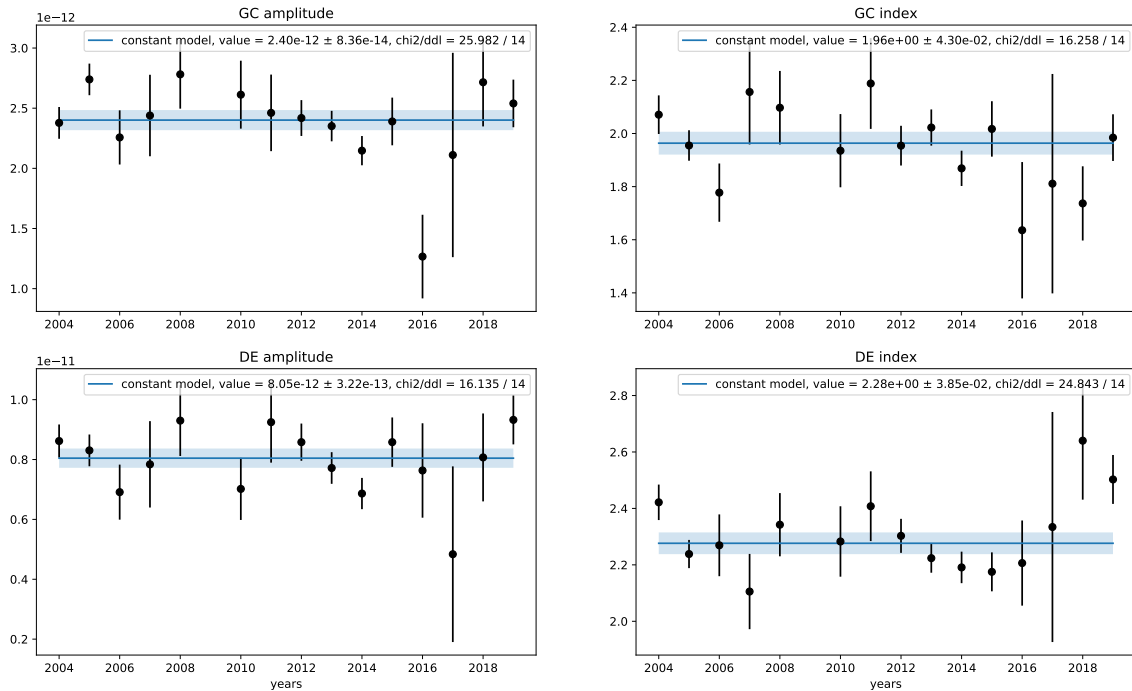 GC amplitude
1e−12
constant model, value = 2.40e-12 ± 8.36e-14, chi2/ddl = 25.982 / 14
3.0
2.5
2.0
1.5
1.0
2004 2006 2008 2010 2012 2014 2016 2018
GC index
constant model, value = 1.96e+00 ± 4.30e-02, chi2/ddl = 16.258 / 14
2.4
2.2
2.0
1.8
1.6
1.4
2004 2006 2008 2010 2012 2014 2016 2018
DE amplitude
1e−11
constant model, value = 8.05e-12 ± 3.22e-13, chi2/ddl = 16.135 / 14
1.0
0.8
0.6
0.4
0.2
2004 2006 2008 2010 2012 2014 2016 2018
years
DE index
constant model, value = 2.28e+00 ± 3.85e-02, chi2/ddl = 24.843 / 14
2.8
2.6
2.4
2.2
2.0
2004 2006 2008 2010 2012 2014 2016 2018
years